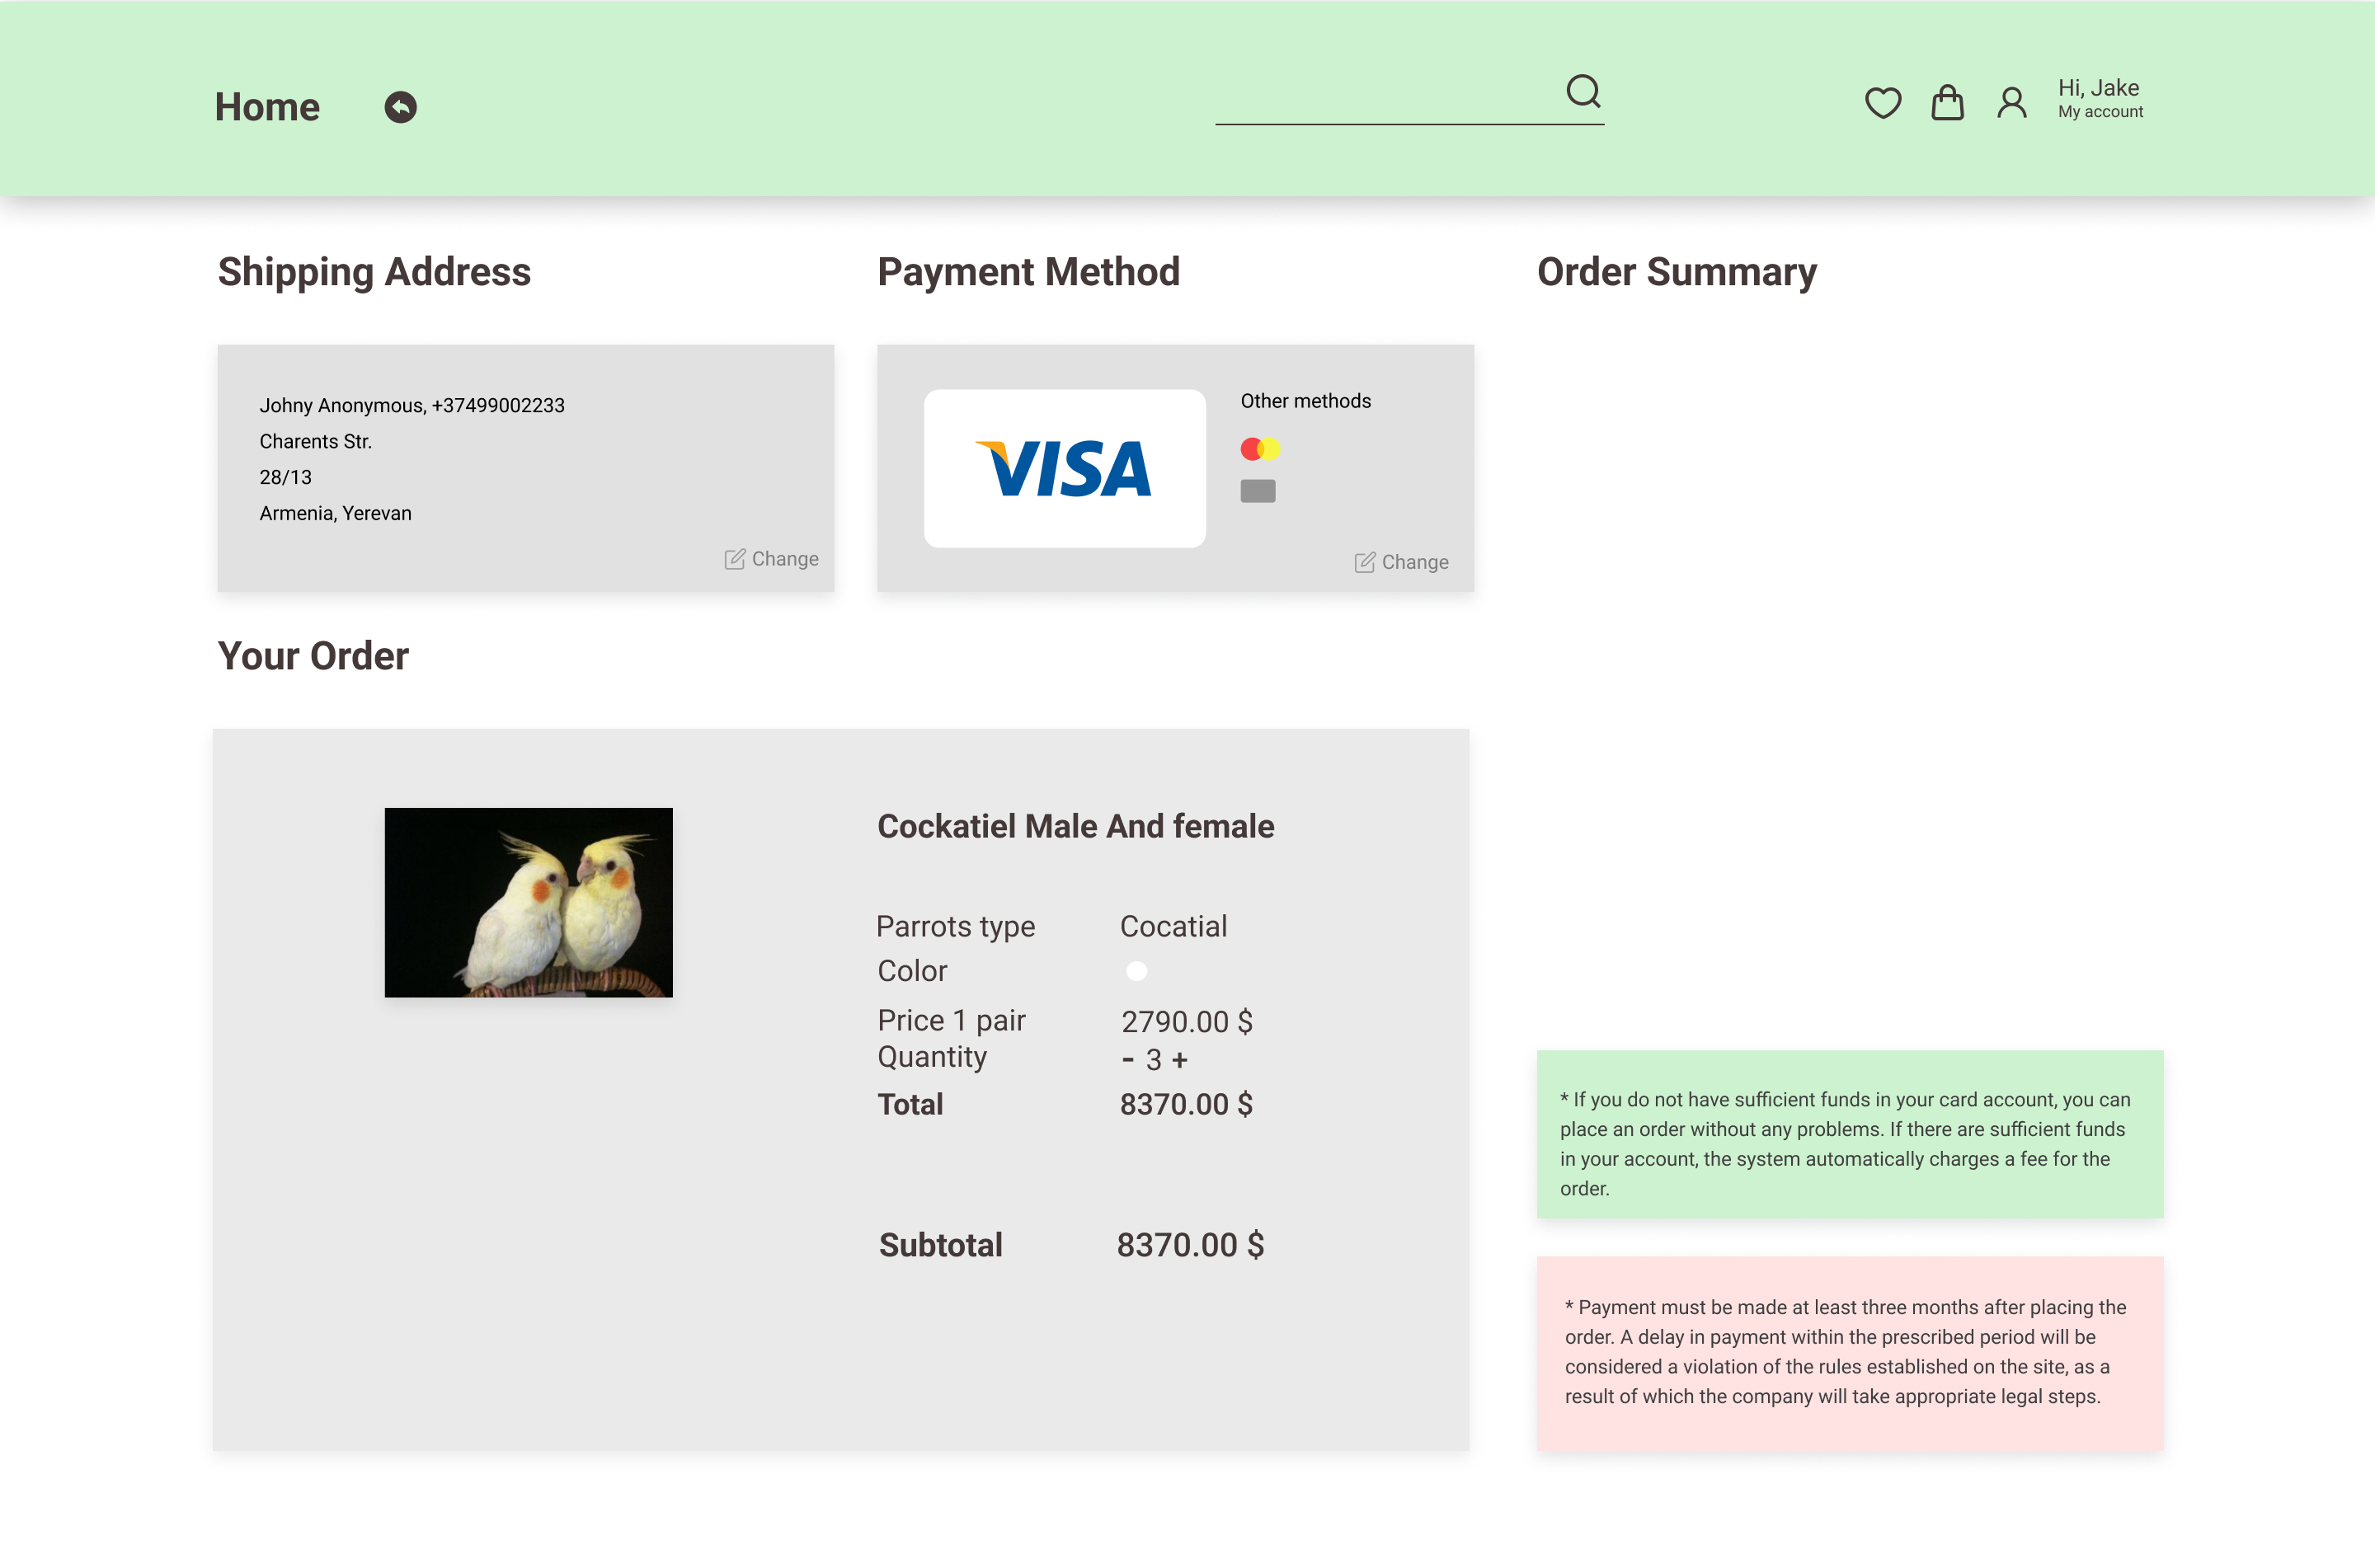 Home
Hi, Jake
My account
Shipping Address
Payment Method
Order Summary
Johny Anonymous, +37499002233
Charents Str.
28/13
Armenia, Yerevan
Change
VISA
Other methods
Change
Your Order
Cockatiel Male And female
Parrots type Cocatial
Color
Price 1 pair 2790.00 $
Quantity - 3 +
Total 8370.00 $
Subtotal 8370.00 $
* If you do not have sufficient funds in your card account, you can
place an order without any problems. If there are sufficient funds
in your account, the system automatically charges a fee for the
order.
* Payment must be made at least three months after placing the
order. A delay in payment within the prescribed period will be
considered a violation of the rules established on the site, as a
result of which the company will take appropriate legal steps.